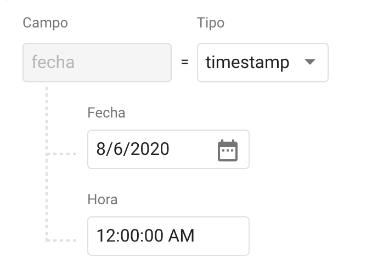 Campo Tipo
fecha = timestamp
Fecha
8/6/2020
Hora
12:00:00 AM